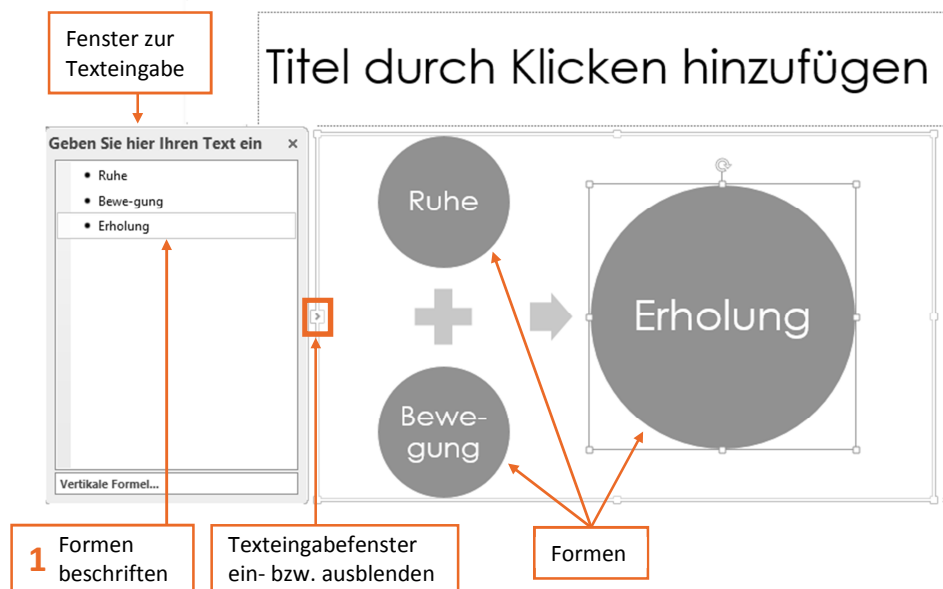 Fenster zur
Texteingabe
Titel durch Klicken hinzufügen
Geben Sie hier Ihren Text ein
• Ruhe
• Bewe-gung
• Erholung
Vertikale Formel...
Ruhe
Bewe-
gung
Erholung
1 Formen
beschriften
Texteingabefenster
ein- bzw. ausblenden
Formen